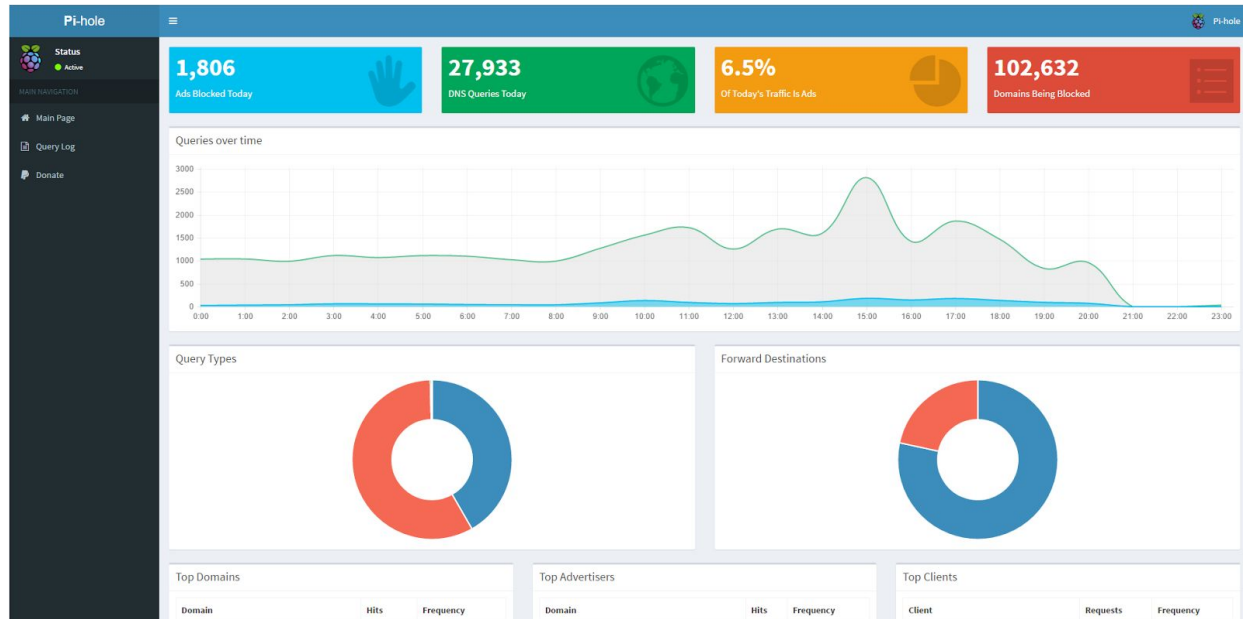 Pi-hole
Pi-hole
Status
Active
MAIN NAVIGATION
Main Page
Query Log
Donate
1,806
Ads Blocked Today
27,933
DNS Queries Today
6.5%
Of Today's Traffic Is Ads
102,632
Domains Being Blocked
Queries over time
3000
2500
2000
1500
1000
500
0
0:00 1:00 2:00 3:00 4:00 5:00 6:00 7:00 8:00 9:00 10:00 11:00 12:00 13:00 14:00 15:00 16:00 17:00 18:00 19:00 20:00 21:00 22:00 23:00
Query Types
Forward Destinations
Top Domains
Domain Hits Frequency
Top Advertisers
Domain Hits Frequency
Top Clients
Client Requests Frequency